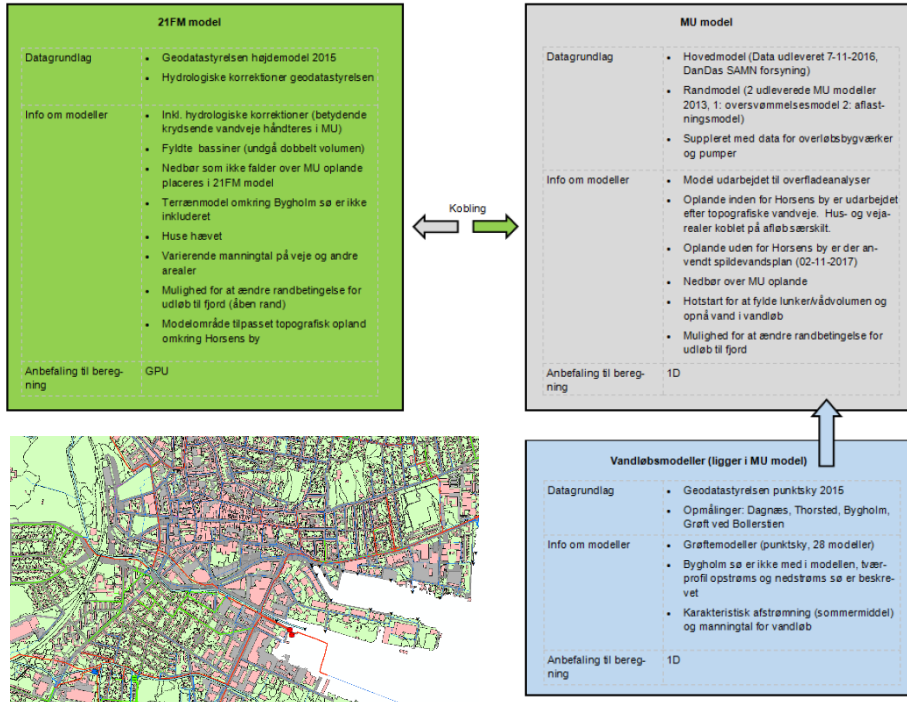 21FM model
Datagrundlag
• Geodatastyrelsen højdemodel 2015
• Hydrologiske korrektioner geodatastyrelsen
Info om modeller
• Inkl. hydrologiske korrektioner (betydende
krydsende vandveje håndteres i MU)
• Fyldte bassiner (undgå dobbelt volumen)
• Nedbør som ikke falder over MU oplande
placeres i 21FM model
• Terrænmodel omkring Bygholm sø er ikke
inkluderet
• Huse hævet
• Varierende manningtal på veje og andre
arealer
• Mulighed for at ændre randbetingelse for
udløb til fjord (åben rand)
• Modelområde tilpasset topografisk opland
omkring Horsens by
Anbefaling til bereg-
ning
GPU
Kobling
MU model
Datagrundlag
• Hovedmodel (Data udleveret 7-11-2016,
DanDas SAMN forsyning)
• Randmodel (2 udleverede MU modeller
2013, 1: oversvømmelsesmodel 2: aflast-
ningsmodel)
• Suppleret med data for overløbsbygværker
og pumper
Info om modeller
• Model udarbejdet til overfladeanalyser
• Oplande inden for Horsens by er udarbejdet
efter topografiske vandveje. Hus- og veja-
realer koblet på afløb særskilt.
• Oplande uden for Horsens by er der an-
vendt spildevandsplan (02-11-2017)
• Nedbør over MU oplande
• Hotstart for at fylde lunker/vådvolumen og
opnå vand i vandløb
• Mulighed for at ændre randbetingelse for
udløb til fjord
Anbefaling til bereg-
ning
1D
Vandløbsmodeller (ligger i MU model)
Datagrundlag
• Geodatastyrelsen punktsky 2015
• Opmålinger: Dagnæs, Thorsted, Bygholm,
Grøft ved Bollerstien
Info om modeller
• Grøftemodeller (punktsky, 28 modeller)
• Bygholm sø er ikke med i modellen, tvær-
profil opstrøms og nedstrøms sø er beskre-
vet
• Karakteristisk afstrømning (sommermiddel)
og manningtal for vandløb
Anbefaling til bereg-
ning
1D